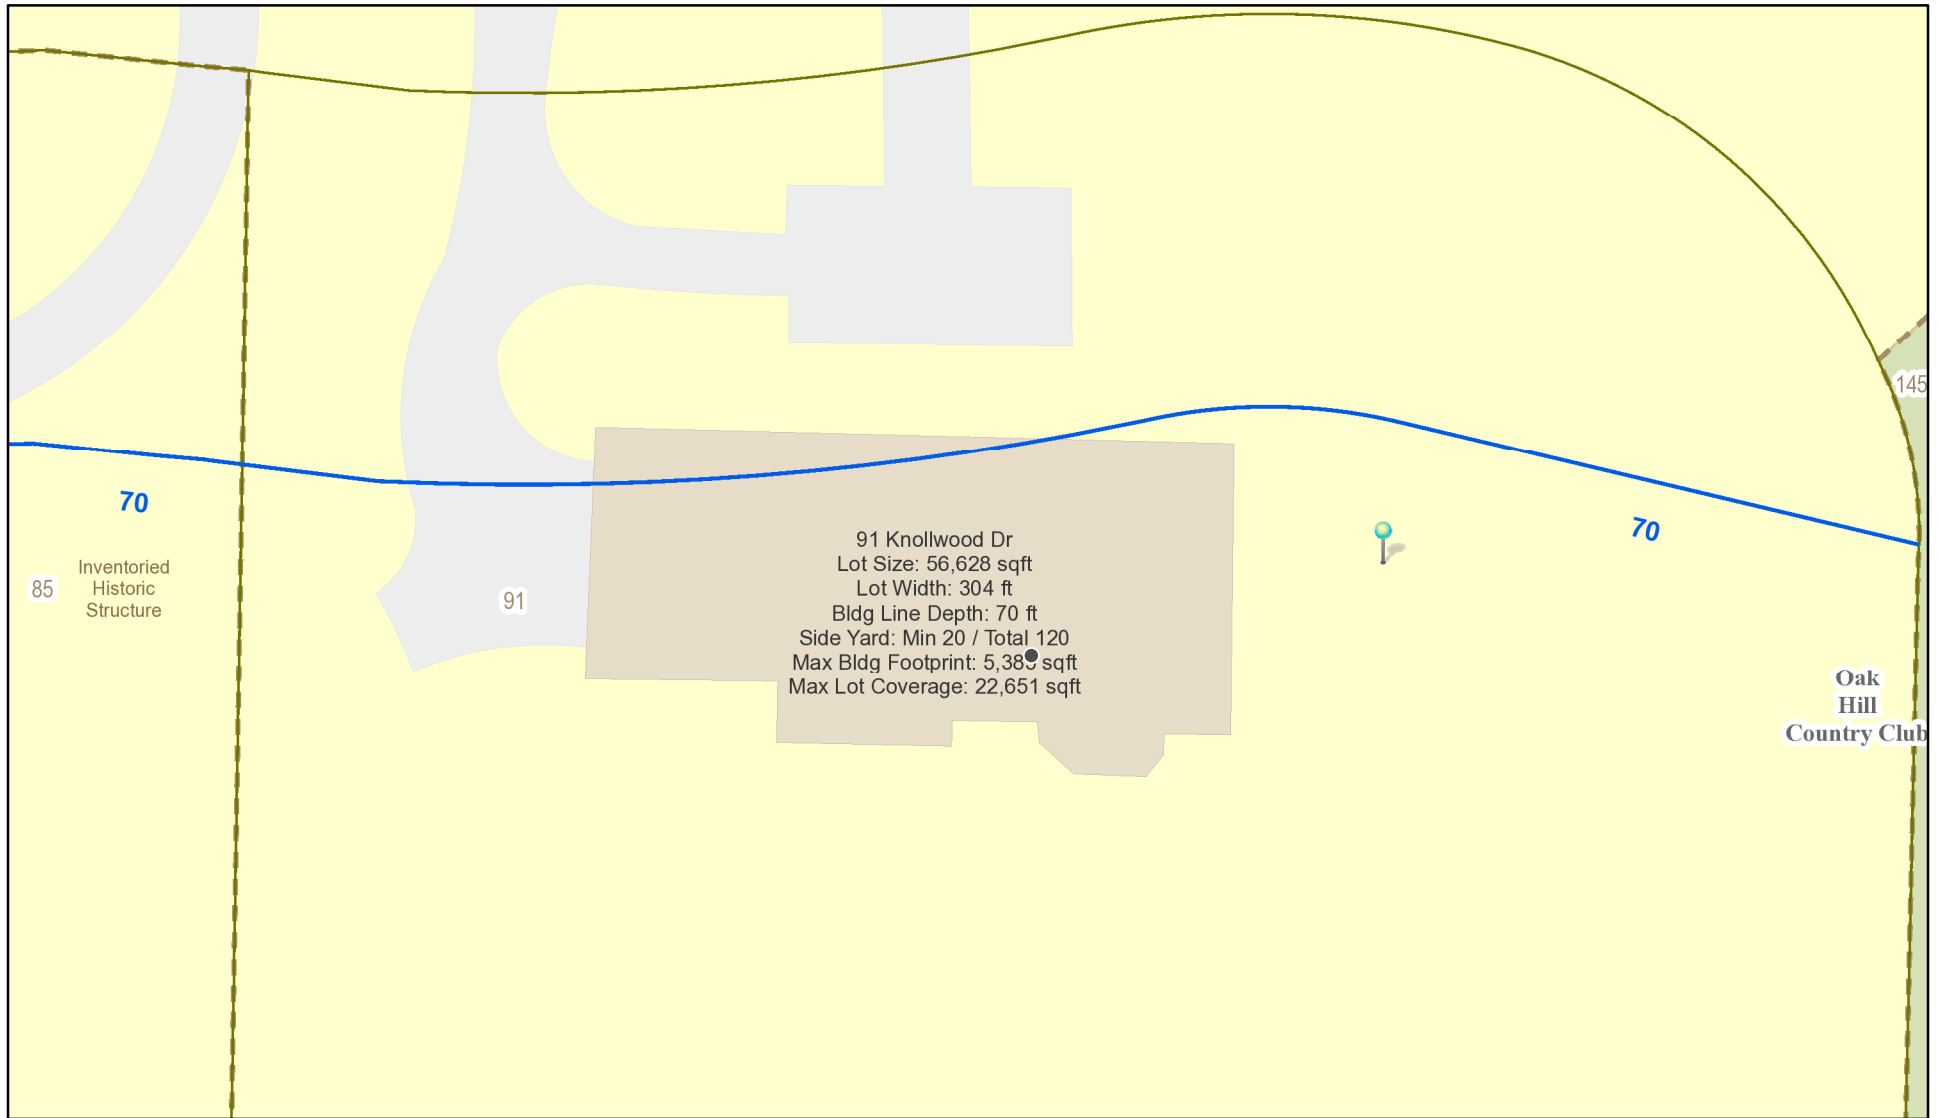 145
70
70
91 Knollwood Dr
Lot Size: 56,628 sqft
Lot Width: 304 ft
Bldg Line Depth: 70 ft
Side Yard: Min 20 / Total 120
Max Bldg Footprint: 5,385 sqft
Max Lot Coverage: 22,651 sqft
85
Inventoried
Historic
Structure
91
Oak
Hill
Country Club